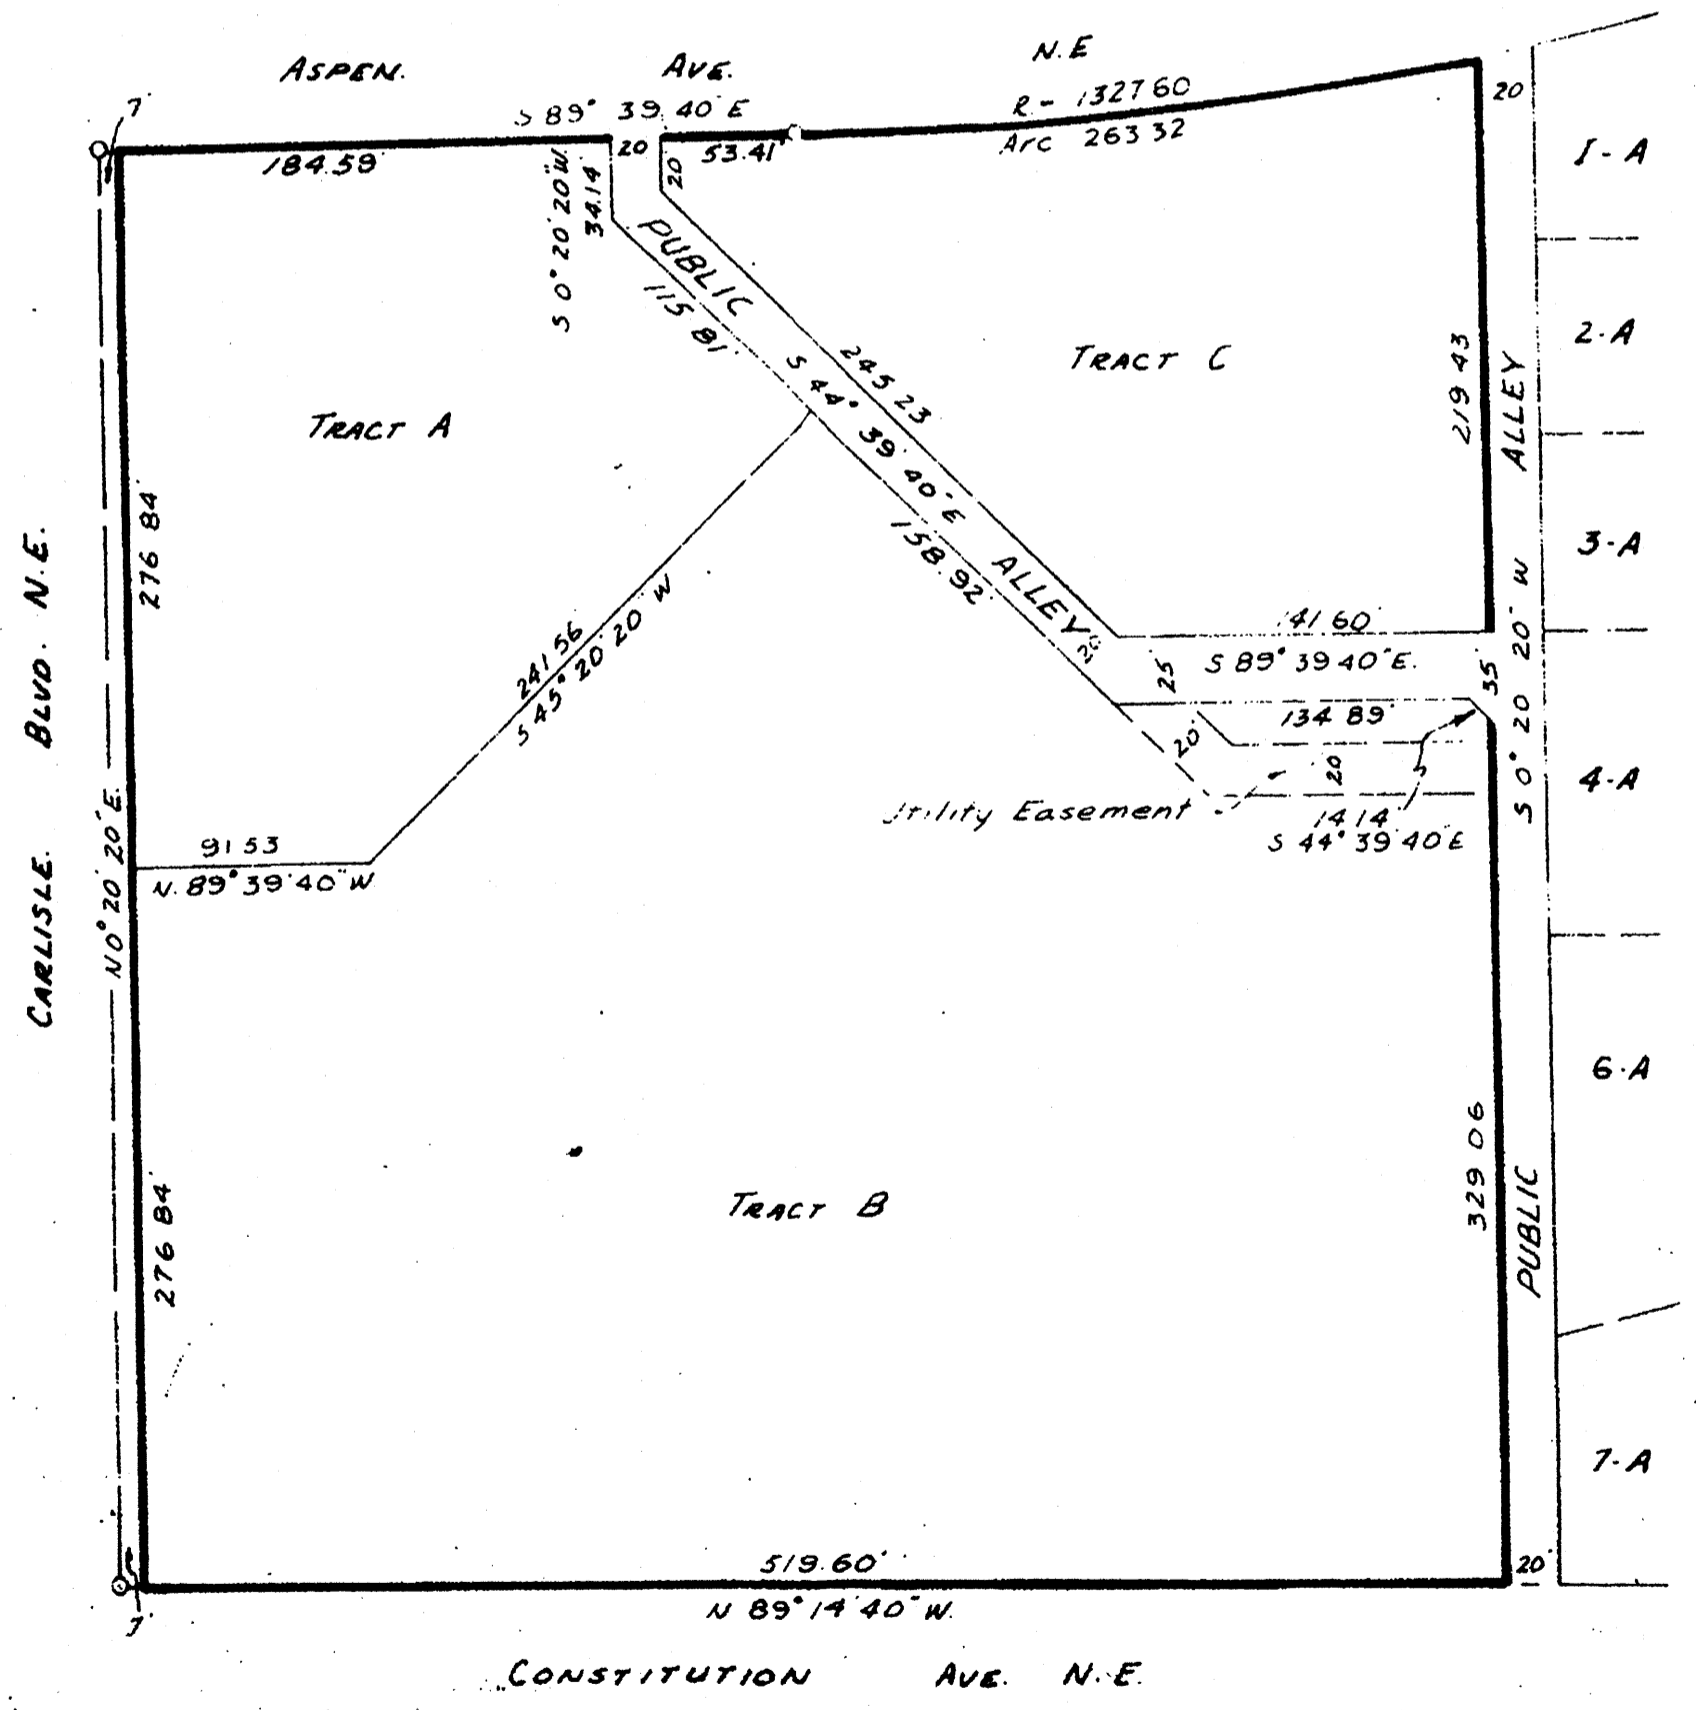 ASPEN. AVE. N.E
S 89° 39' 40" E
R - 1327.60
Arc 263 32
7'
184.59'
20
53.41'
20
20
1-A
S 0° 20' 20" W.
34.14'
PUBLIC
115 81'
245 23
S 44° 39' 40" E
158.92'
ALLEY
TRACT A
TRACT C
219 43
ALLEY
2-A
3-A
276 84'
CARLISLE. BLVD. N.E.
N 0° 20' 20" E.
241 56
S 45° 20' 20" W
141 60'
S 89° 39 40" E.
25
35'
134 89'
20'
20
Easement
14 14'
S 44° 39' 40" E
S 0° 20' 20" W
4-A
91 53
N. 89° 39' 40" W
6-A
TRACT B
276 84'
329 06
PUBLIC
7-A
519.60'
N 89° 14' 40" W.
20'
7'
CONSTITUTION AVE. N.E.